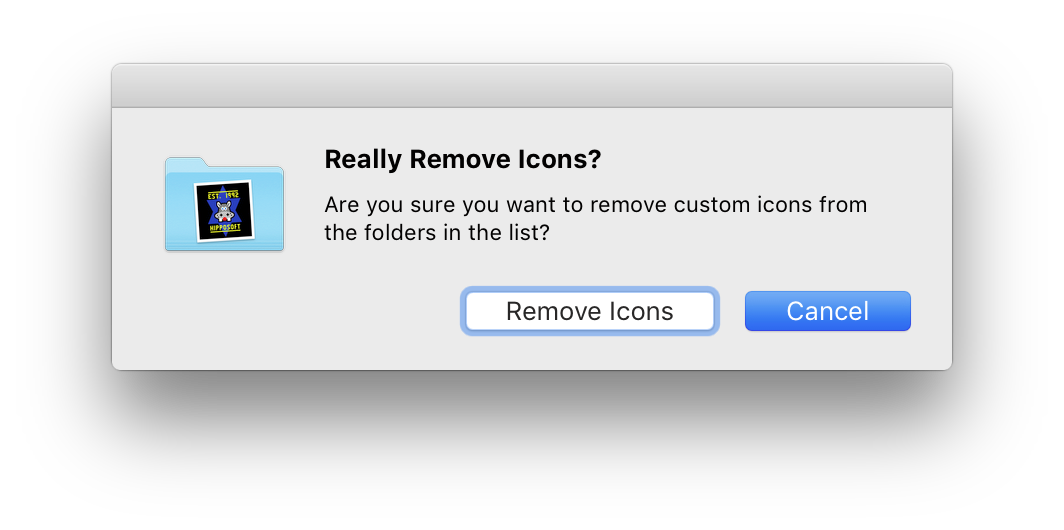 Really Remove Icons?
Are you sure you want to remove custom icons from
the folders in the list?
EST. 1992
HIPPOSOFT
Remove Icons
Cancel